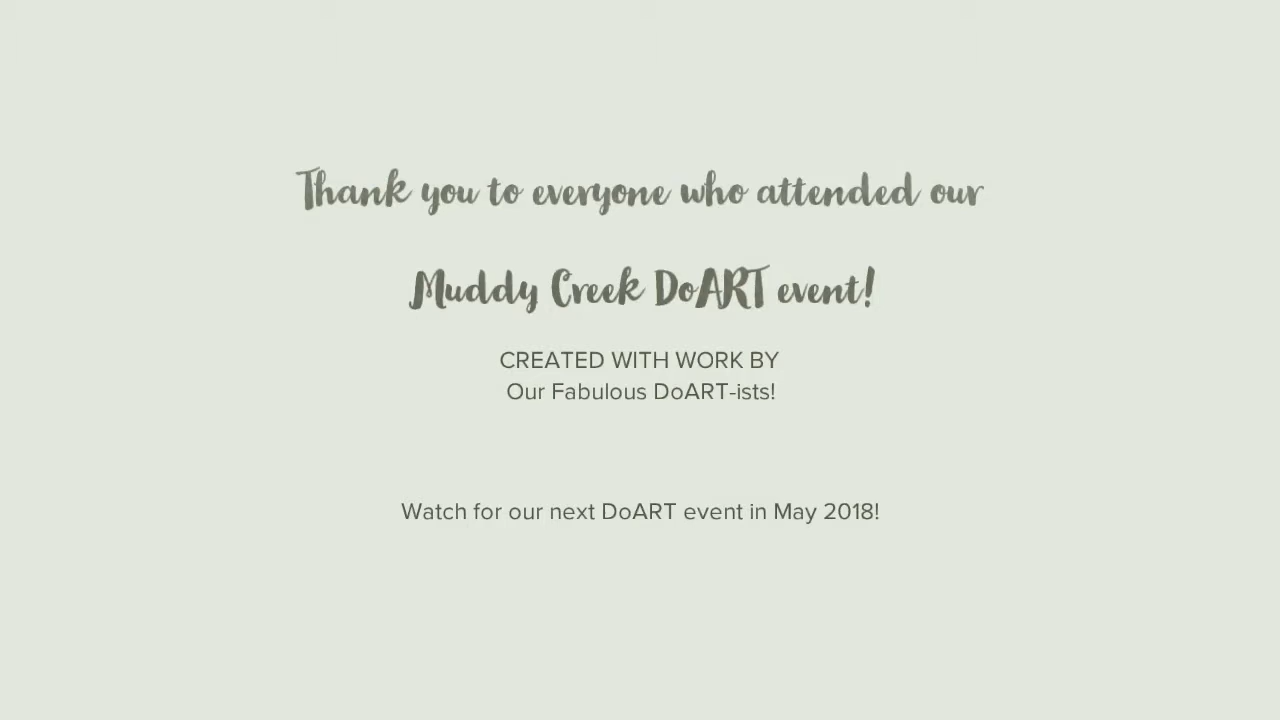 Thank you to everyone who attended our
Muddy Creek DoART event!
CREATED WITH WORK BY
Our Fabulous DoART-ists!
Watch for our next DoART event in May 2018!